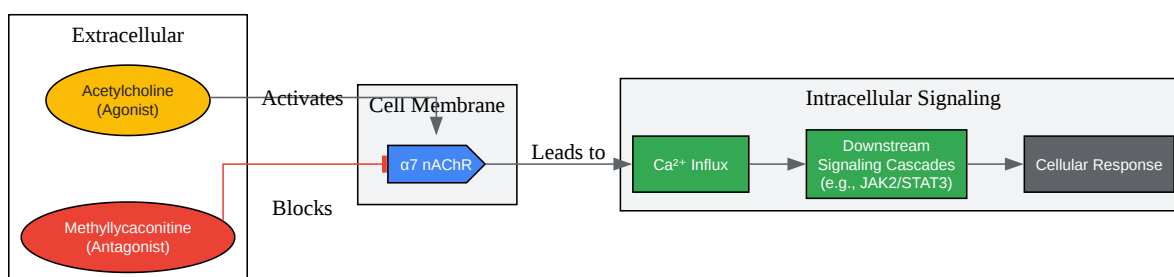 Extracellular
Acetylcholine
(Agonist)
Activates
Methyllycaconitine
(Antagonist)
Blocks
Cell Membrane
α7 nAChR
Leads to
Intracellular Signaling
Ca²⁺ Influx
Downstream
Signaling Cascades
(e.g., JAK2/STAT3)
Cellular Response